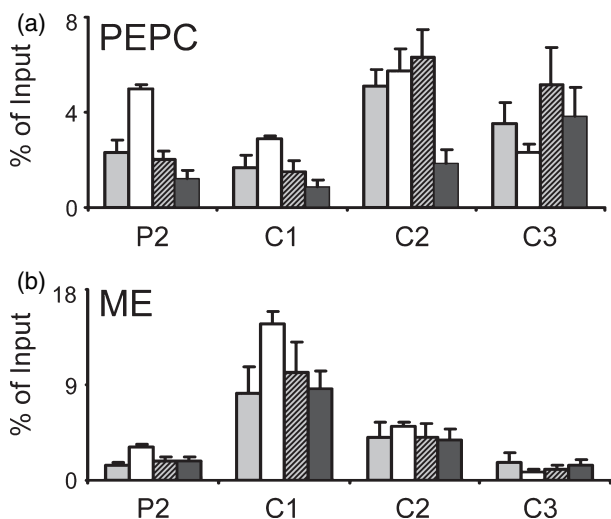 (a)
PEPC
% of Input
8
4
0
P2 C1 C2 C3
(b)
ME
% of Input
18
9
0
P2 C1 C2 C3